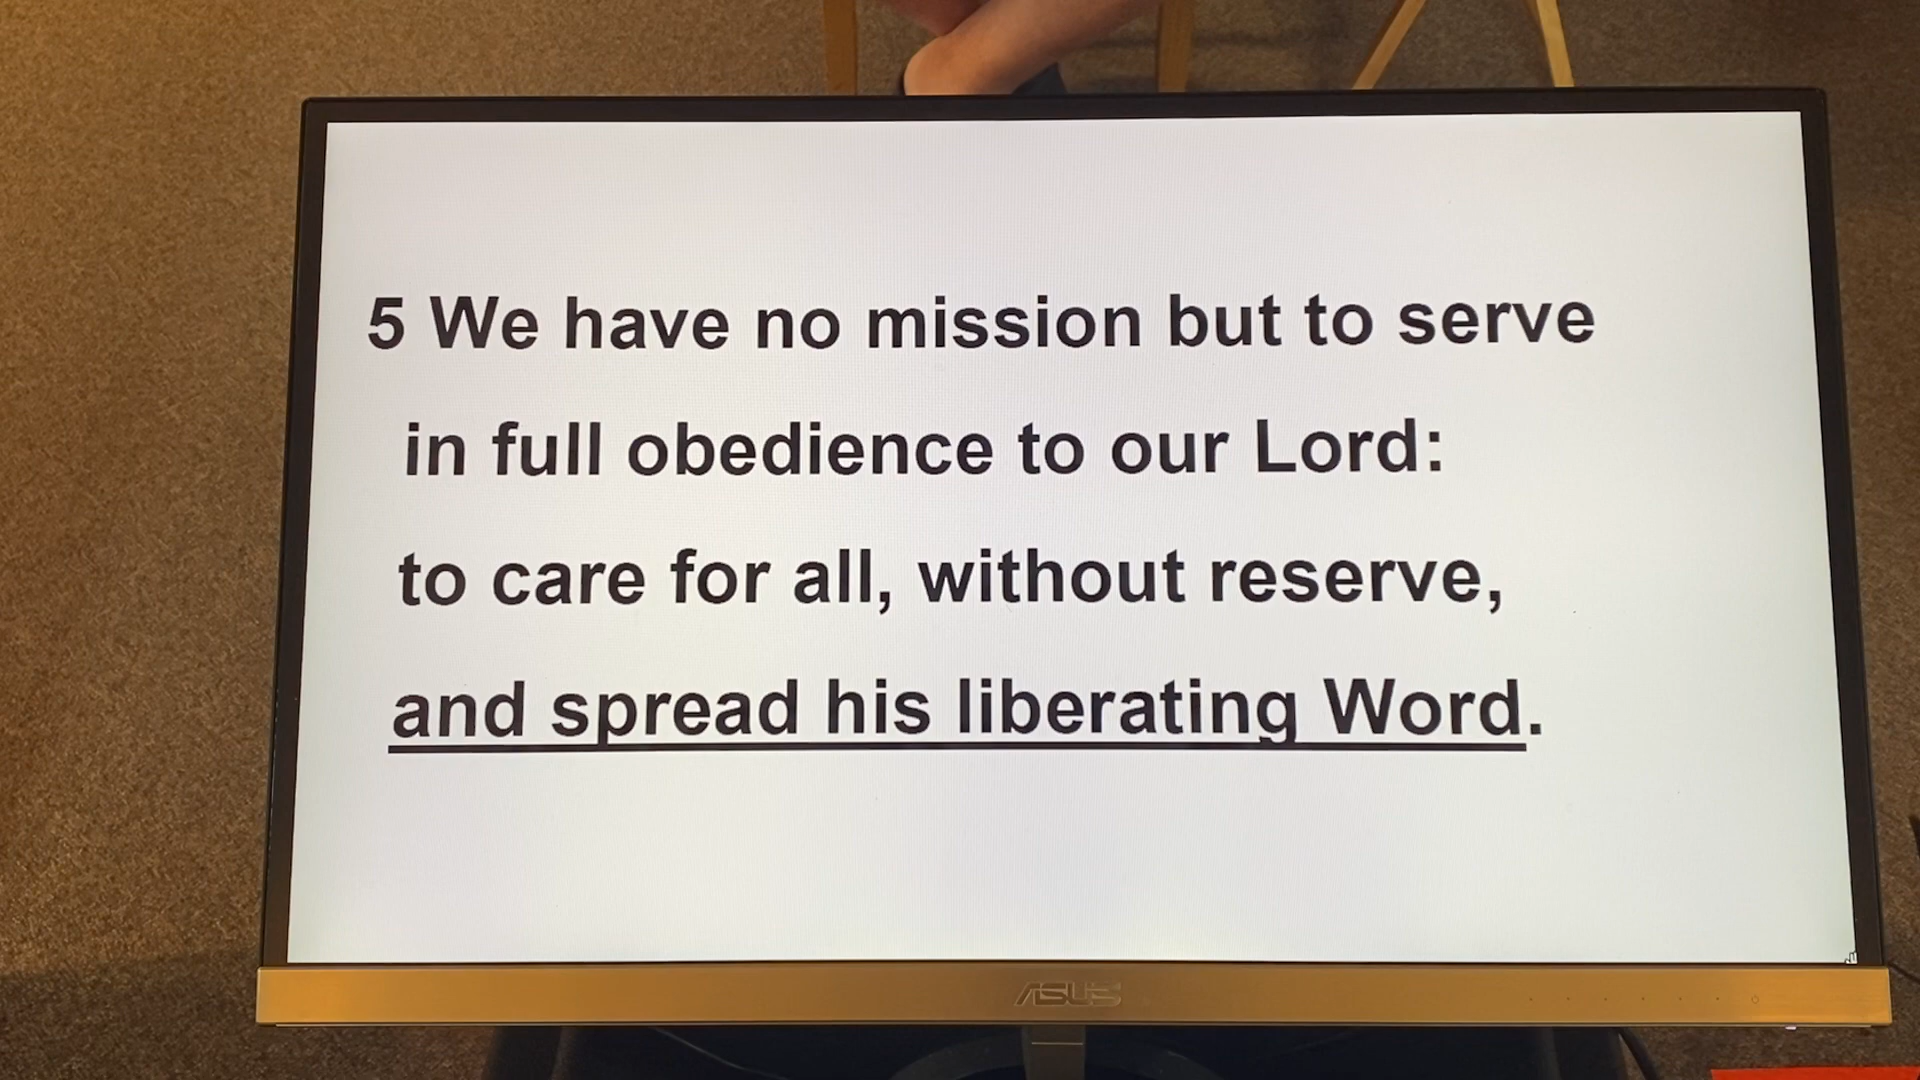 5 We have no mission but to serve
in full obedience to our Lord:
to care for all, without reserve,
and spread his liberating Word.
ASUS